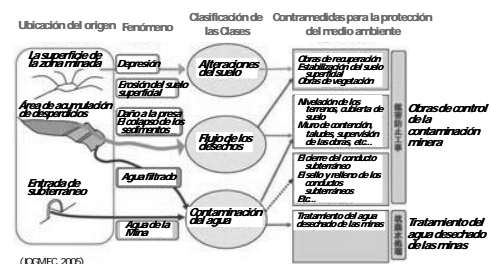 Ubicación del origen
Fenómeno
Clasificación de
las Clases
Contramedidas para la protección
del medio ambiente
La superficie de
la zona minada
Depresión
Erosión del suelo
superficial
Alteraciones
del suelo
Obras de recuperación
Estabilización del suelo
superficial
Obras de vegetación
Área de acumulación
de desperdicios
Daño a la presa
El colapso de los
sedimentos
Flujo de los
desechos
Nivelación de los
terrenos, cubierta de
suelo
Muro de contención,
taludes, supervisión
de las obras, etc...
Obras de control
de la
contaminación
minera
Agua filtrado
El cierre del conducto
subterráneo
El sello y relleno de los
conductos
subterráneos
Etc...
Entrada de
subterráneo
Agua de la
Mina
Contaminación
del agua
Tratamiento del agua
desechado de las minas
Tratamiento del
agua desechado
de las minas
(JOGMEC, 2005)